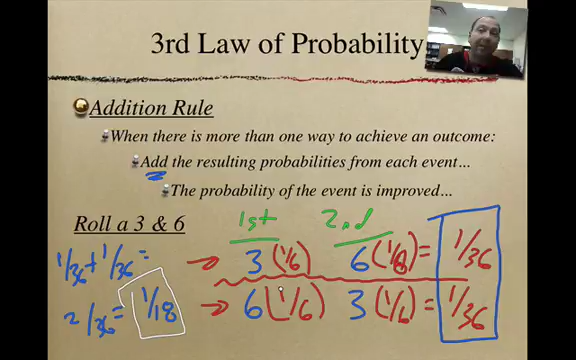 3rd Law of Probability
Addition Rule
When there is more than one way to achieve an outcome:
Add the resulting probabilities from each event…
The probability of the event is improved…
Roll a 3 & 6
1st 2nd
1/36 + 1/36 =
→ 3 (1/6) 6 (1/6) = 1/36
2/36 = 1/18
→ 6 (1/6) 3 (1/6) = 1/36